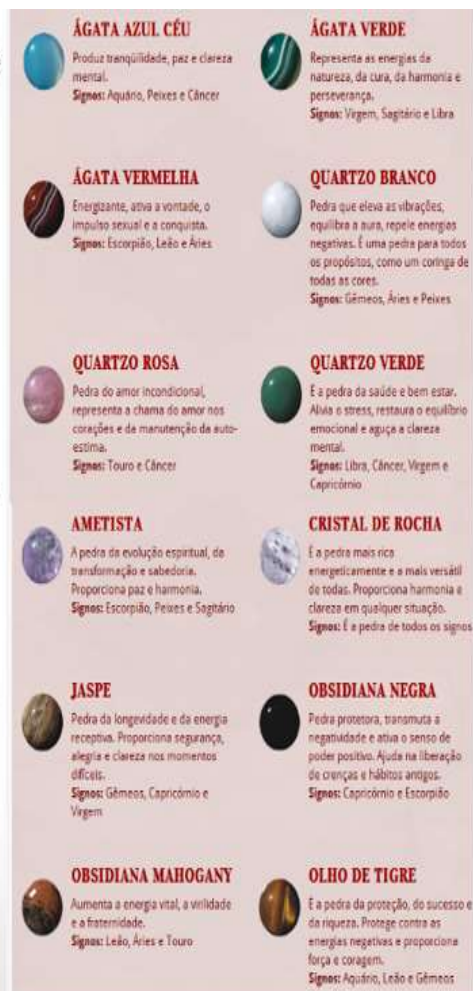 ÁGATA AZUL CÉU
Produz tranqüilidade, paz e clareza
mental.
Signos: Aquário, Peixes e Câncer
ÁGATA VERDE
Representa as energias da
natureza, da cura, da harmonia e
perseverança.
Signos: Virgem, Sagitário e Libra
ÁGATA VERMELHA
Energizante, ativa a vontade, o
impulso sexual e a conquista.
Signos: Escorpião, Leão e Áries
QUARTZO BRANCO
Pedra que eleva as vibrações,
equilibra a aura, repele energias
negativas. É uma pedra para todos
os propósitos, como um coringa de
todas as cores.
Signos: Gêmeos, Áries e Peixes
QUARTZO ROSA
Pedra do amor incondicional,
representa a chama do amor nos
corações e da manutenção da auto-
estima.
Signos: Touro e Câncer
QUARTZO VERDE
É a pedra da saúde e bem estar.
Alivia o stress, restaura o equilíbrio
emocional e aguça a clareza
mental.
Signos: Libra, Câncer, Virgem e
Capricórnio
AMETISTA
A pedra da evolução espiritual, da
transformação e sabedoria.
Proporciona paz e harmonia.
Signos: Escorpião, Peixes e Sagitário
CRISTAL DE ROCHA
É a pedra mais rica
energeticamente e a mais versátil
de todas. Proporciona harmonia e
clareza em qualquer situação.
Signos: É a pedra de todos os signos
JASPE
Pedra da longevidade e da energia
receptiva. Proporciona segurança,
alegria e clareza nos momentos
difíceis.
Signos: Gêmeos, Capricórnio e
Virgem
OBSIDIANA NEGRA
Pedra protetora, transmuta a
negatividade e ativa o senso de
poder positivo. Ajuda na liberação
de crenças e hábitos antigos.
Signos: Capricórnio e Escorpião
OBSIDIANA MAHOGANY
Aumenta a energia vital, a virilidade
e a fraternidade.
Signos: Leão, Áries e Touro
OLHO DE TIGRE
É a pedra da proteção, do sucesso e
da riqueza. Protege contra as
energias negativas e proporciona
força e coragem.
Signos: Aquário, Leão e Gêmeos